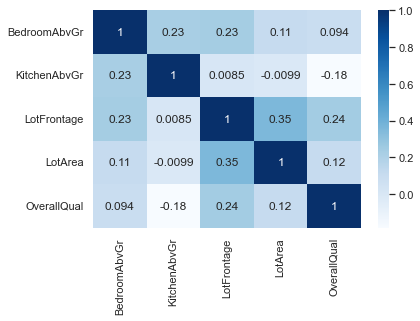 BedroomAbvGr 1 0.23 0.23 0.11 0.094
KitchenAbvGr 0.23 1 0.0085 -0.0099 -0.18
LotFrontage 0.23 0.0085 1 0.35 0.24
LotArea 0.11 -0.0099 0.35 1 0.12
OverallQual 0.094 -0.18 0.24 0.12 1
BedroomAbvGr
KitchenAbvGr
LotFrontage
LotArea
OverallQual
1.0
0.8
0.6
0.4
0.2
0.0